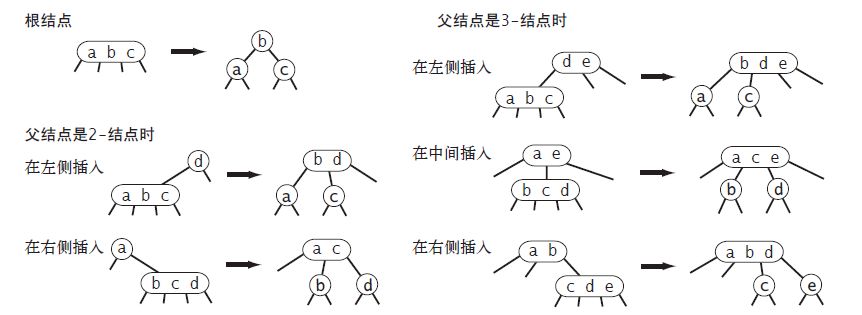 根结点
a b c
b
a
c
父结点是2-结点时
在左侧插入
d
a b c
b d
a
c
在右侧插入
a
b c d
a c
b
d
父结点是3-结点时
在左侧插入
d e
a b c
b d e
a
c
在中间插入
a e
b c d
a c e
b
d
在右侧插入
a b
c d e
a b d
c
e